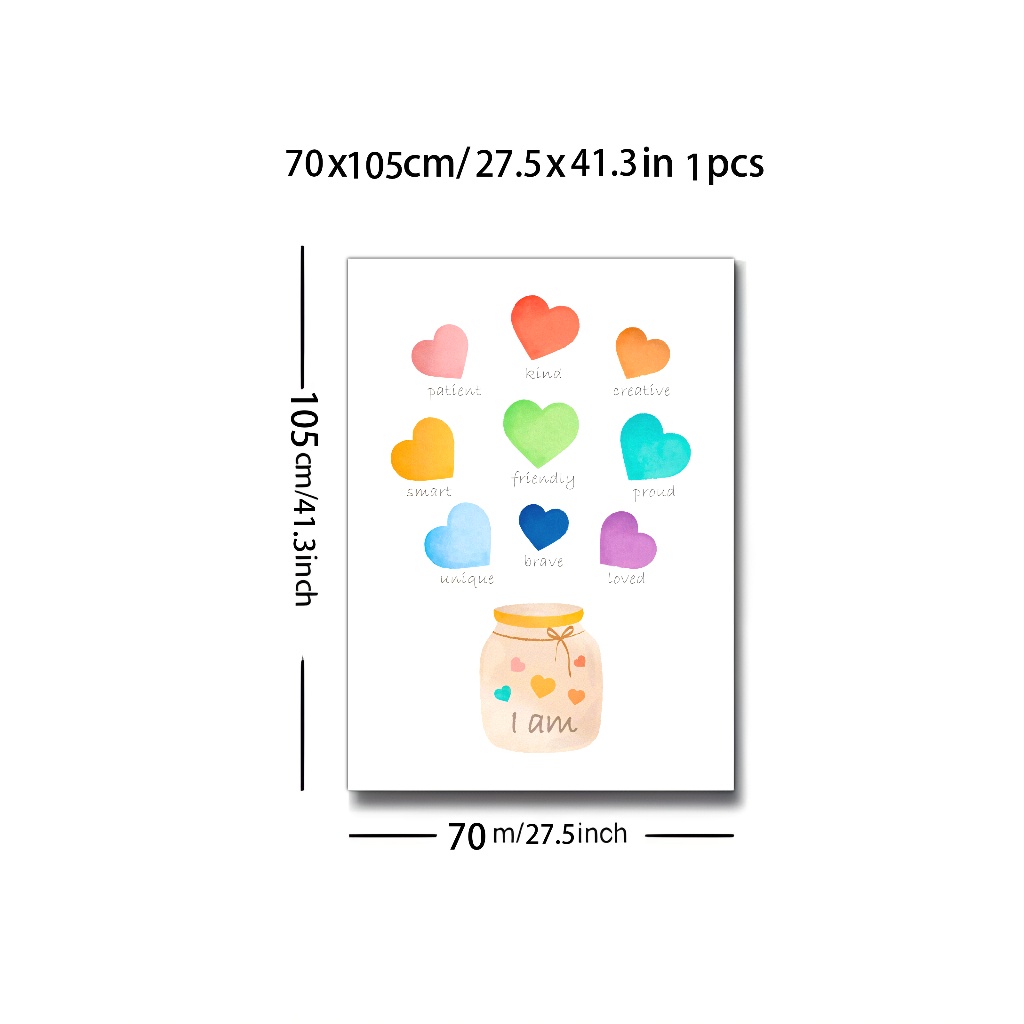 70x105cm/27.5x41.3in 1pcs
kind
patient
creative
friendly
smart
proud
brave
unique
loved
I am
105cm/41.3inch
70 m/27.5inch